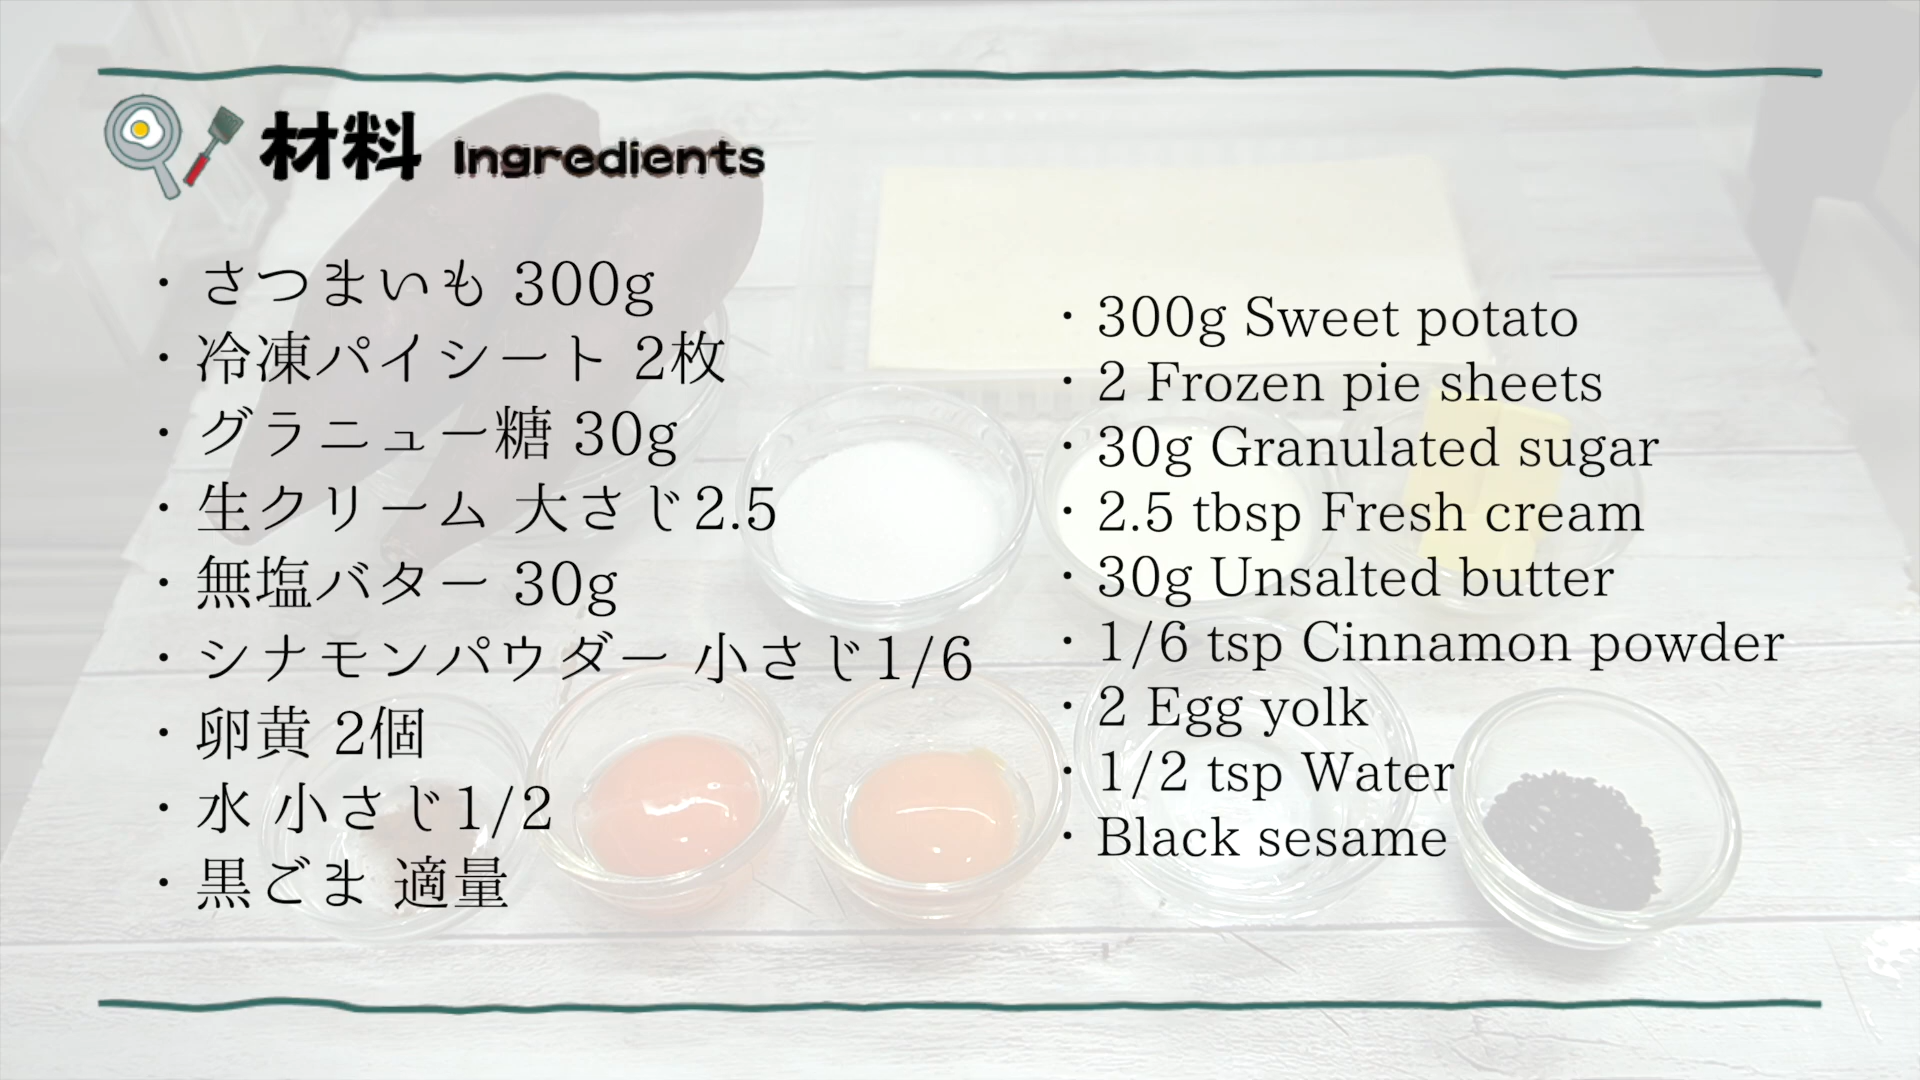 材料 Ingredients
・さつまいも 300g
・冷凍パイシート 2枚
・グラニュー糖 30g
・生クリーム 大さじ2.5
・無塩バター 30g
・シナモンパウダー 小さじ1/6
・卵黄 2個
・水 小さじ1/2
・黒ごま 適量
・300g Sweet potato
・2 Frozen pie sheets
・30g Granulated sugar
・2.5 tbsp Fresh cream
・30g Unsalted butter
・1/6 tsp Cinnamon powder
・2 Egg yolk
・1/2 tsp Water
・Black sesame